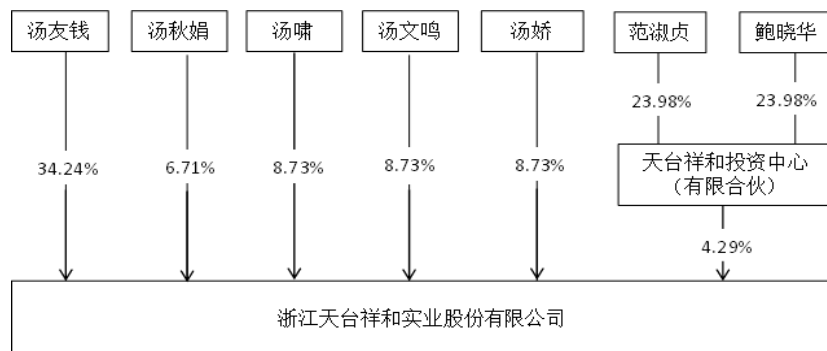 汤友钱 汤秋娟 汤啸 汤文鸣 汤娇 范淑贞 鲍晓华
23.98% 23.98%
34.24% 6.71% 8.73% 8.73% 8.73%
天台祥和投资中心
（有限合伙）
4.29%
浙江天台祥和实业股份有限公司